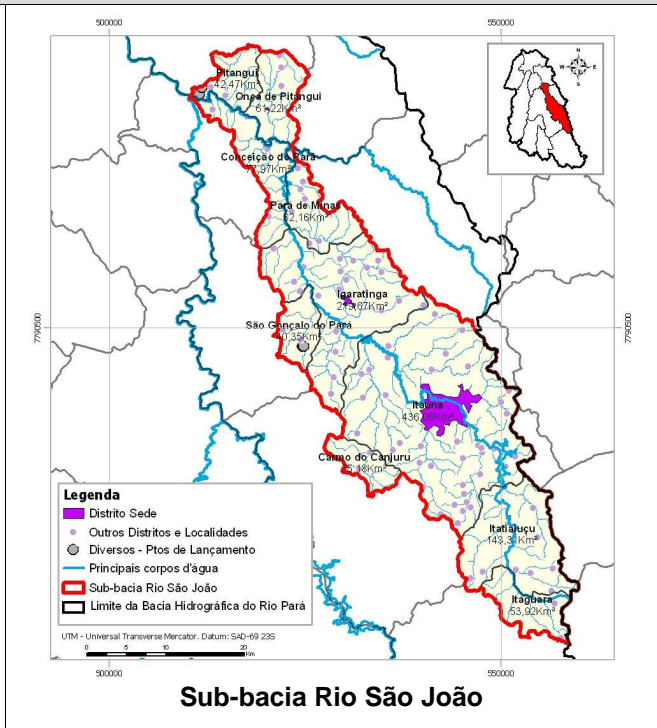 500000 550000
N
W E
S
Pitangui
42,47Km²
Onça de Pitangui
61,22Km²
Conceição do Pará
77,97Km²
Pará de Minas
62,16Km²
Igaratinga
7790500 7790500
São Gonçalo do Pará
Itaúna
Carmo do Canjuru
Itatiaiuçu
143,31Km²
Itaguara
53,92Km²
Legenda
Distrito Sede
Outros Distritos e Localidades
Diversos - Ptos de Lançamento
Principais corpos d'água
Sub-bacia Rio São João
Limite da Bacia Hidrográfica do Rio Pará
UTM - Universal Transverse Mercator. Datum: SAD-69 23S
0 10 20
Km
500000 550000
Sub-bacia Rio São João